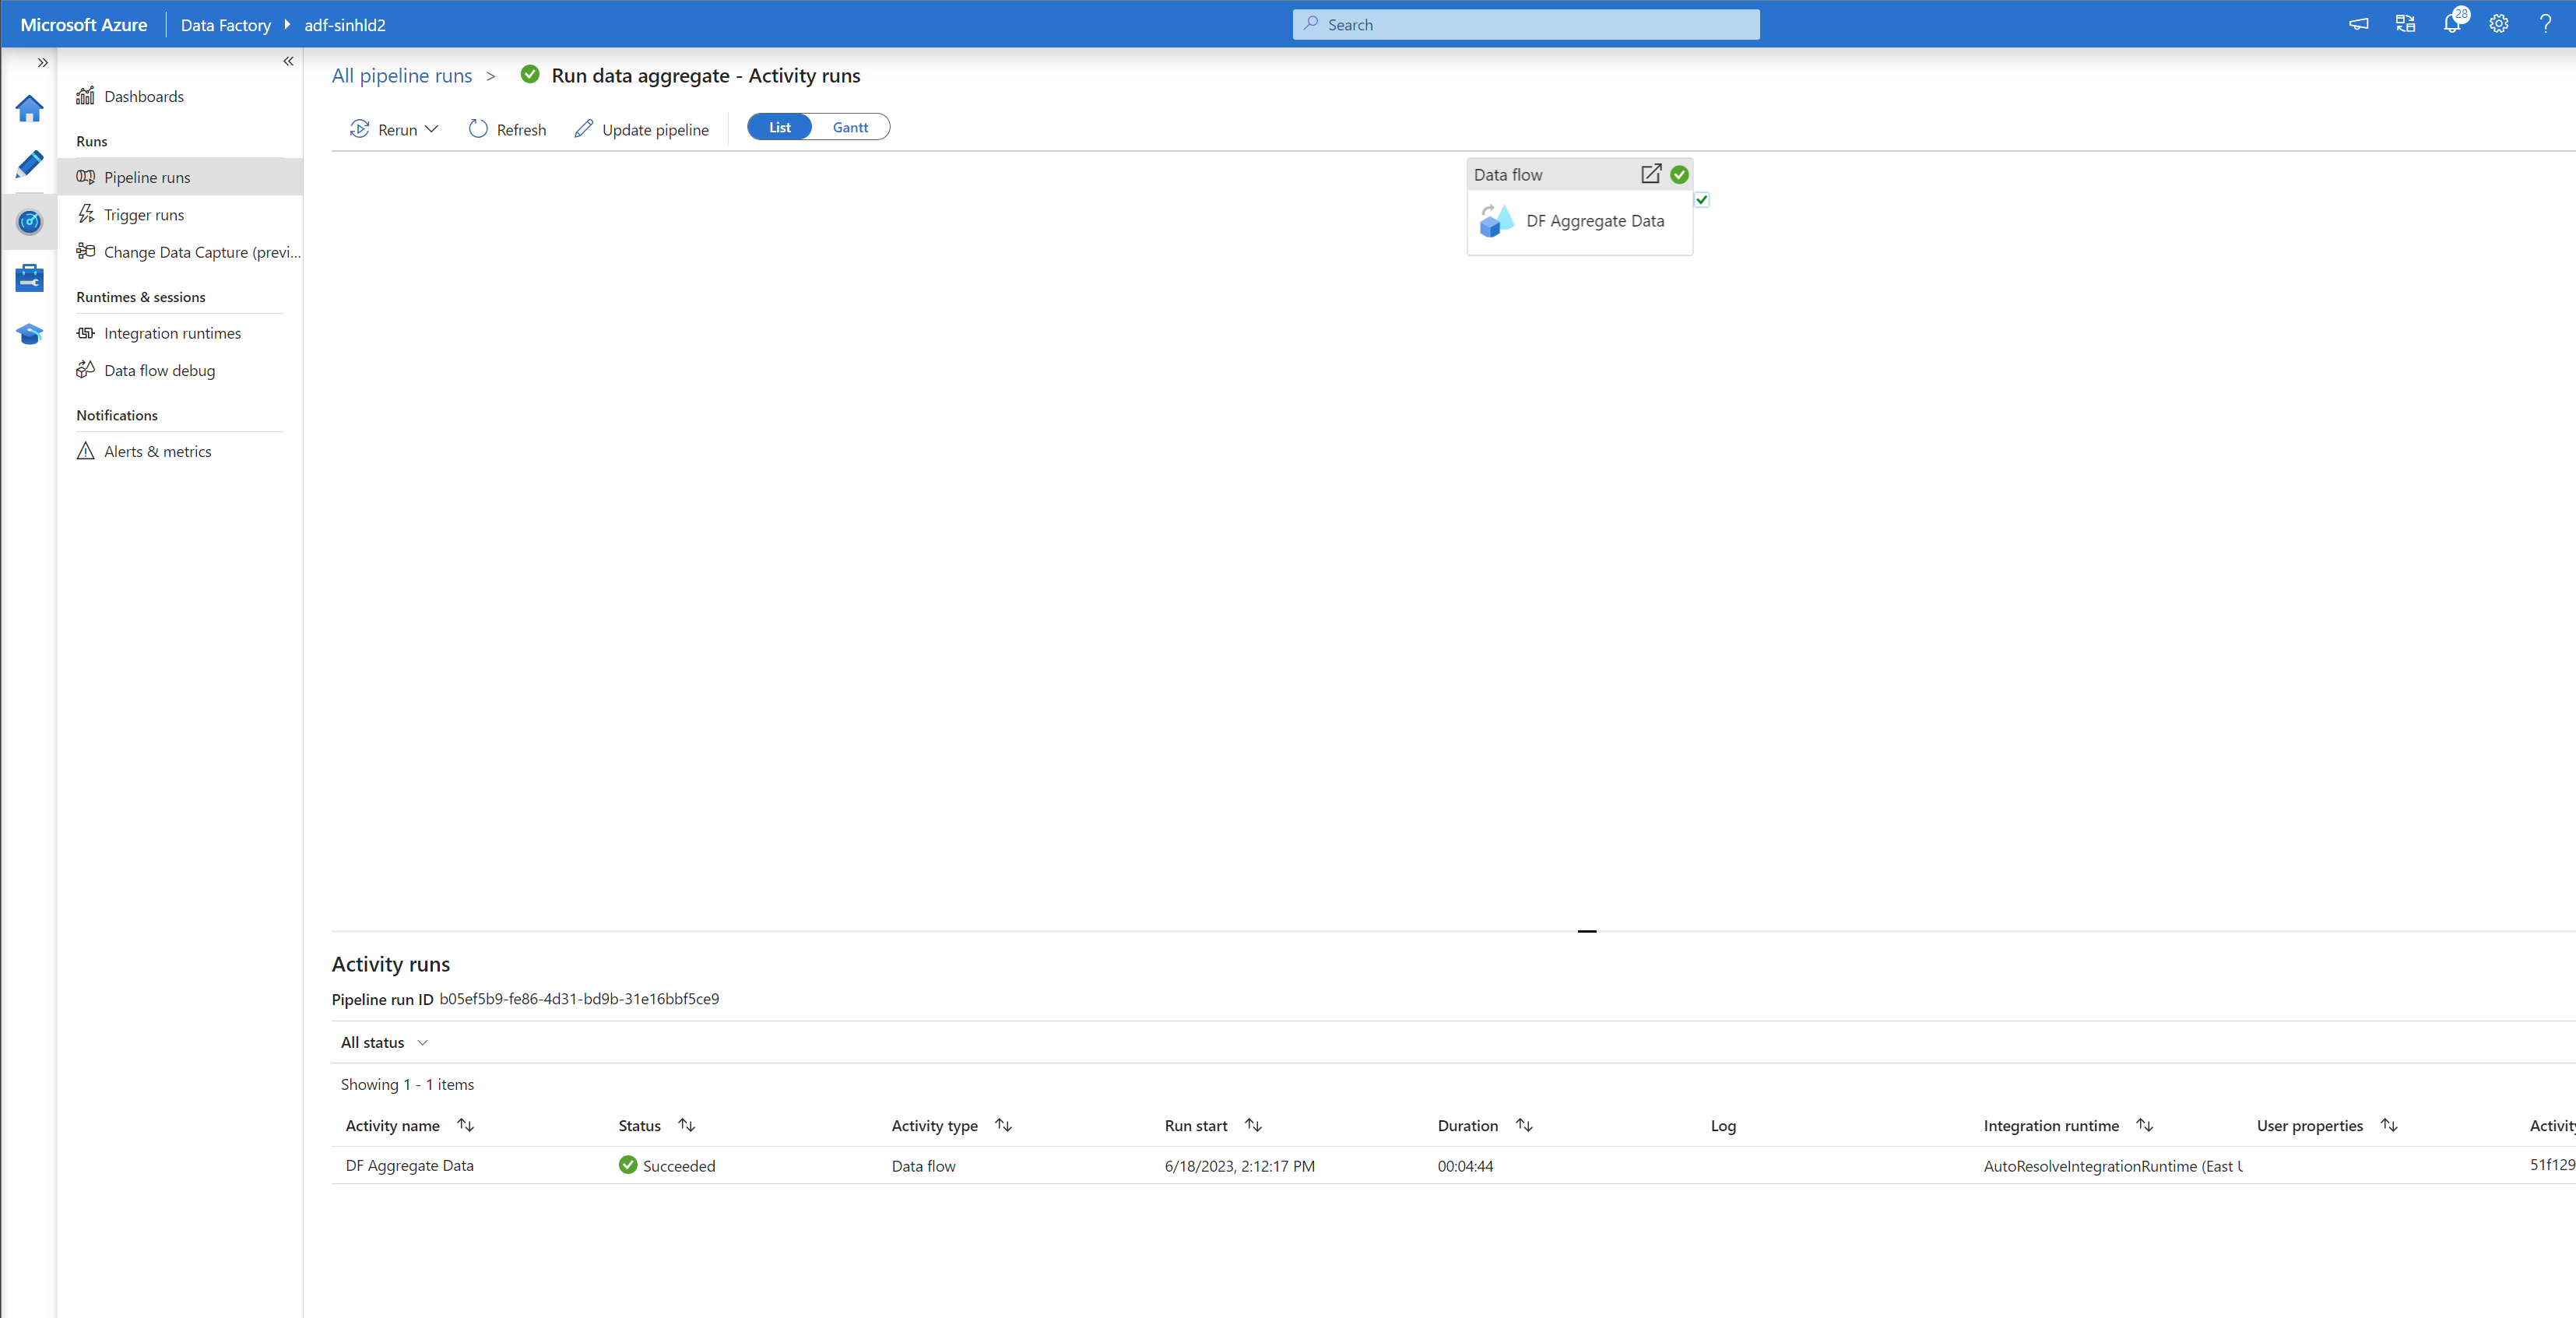 Microsoft Azure
Data Factory
adf-sinhld2
Search
28
Dashboards
Runs
Pipeline runs
Trigger runs
Change Data Capture (previ...
Runtimes & sessions
Integration runtimes
Data flow debug
Notifications
Alerts & metrics
All pipeline runs > Run data aggregate - Activity runs
Rerun
Refresh
Update pipeline
List
Gantt
Data flow
DF Aggregate Data
Activity runs
Pipeline run ID b05ef5b9-fe86-4d31-bd9b-31e16bbf5ce9
All status
Showing 1 - 1 items
Activity name Status Activity type Run start Duration Log Integration runtime User properties Activity
DF Aggregate Data Succeeded Data flow 6/18/2023, 2:12:17 PM 00:04:44 AutoResolveIntegrationRuntime (East 51f129